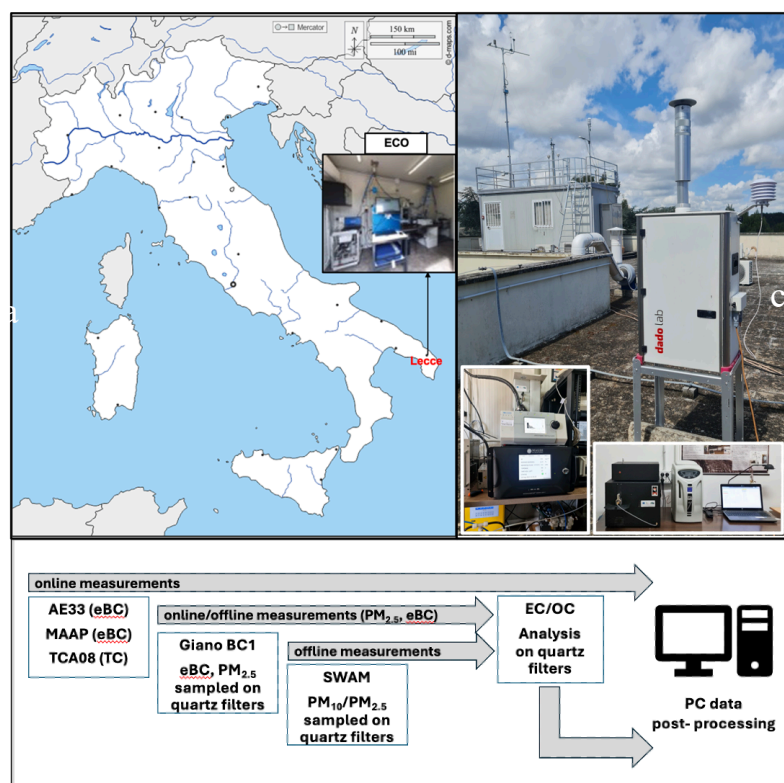 Mercator
N
150 km
100 mi
© d-maps.com
ECO
Lecce
a
c
dadolab
online measurements
AE33 (eBC)
MAAP (eBC)
TCA08 (TC)
online/offline measurements (PM2.5, eBC)
Giano BC1
eBC, PM2.5
sampled on
quartz filters
offline measurements
SWAM
PM10/PM2.5
sampled on
quartz filters
EC/OC
Analysis
on quartz
filters
PC data
post- processing